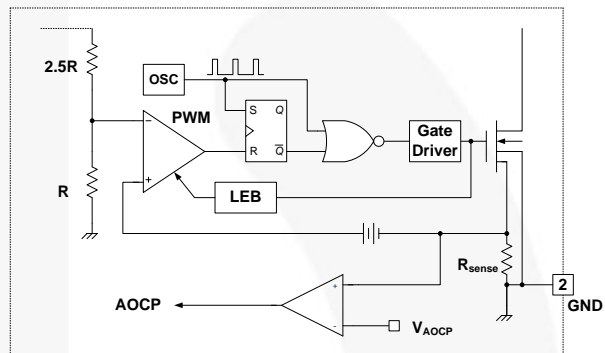 2.5R
OSC
PWM
S Q
R Q
Gate
Driver
R
LEB
−
+
Rsense
2
GND
AOCP
+
-
VAOCP